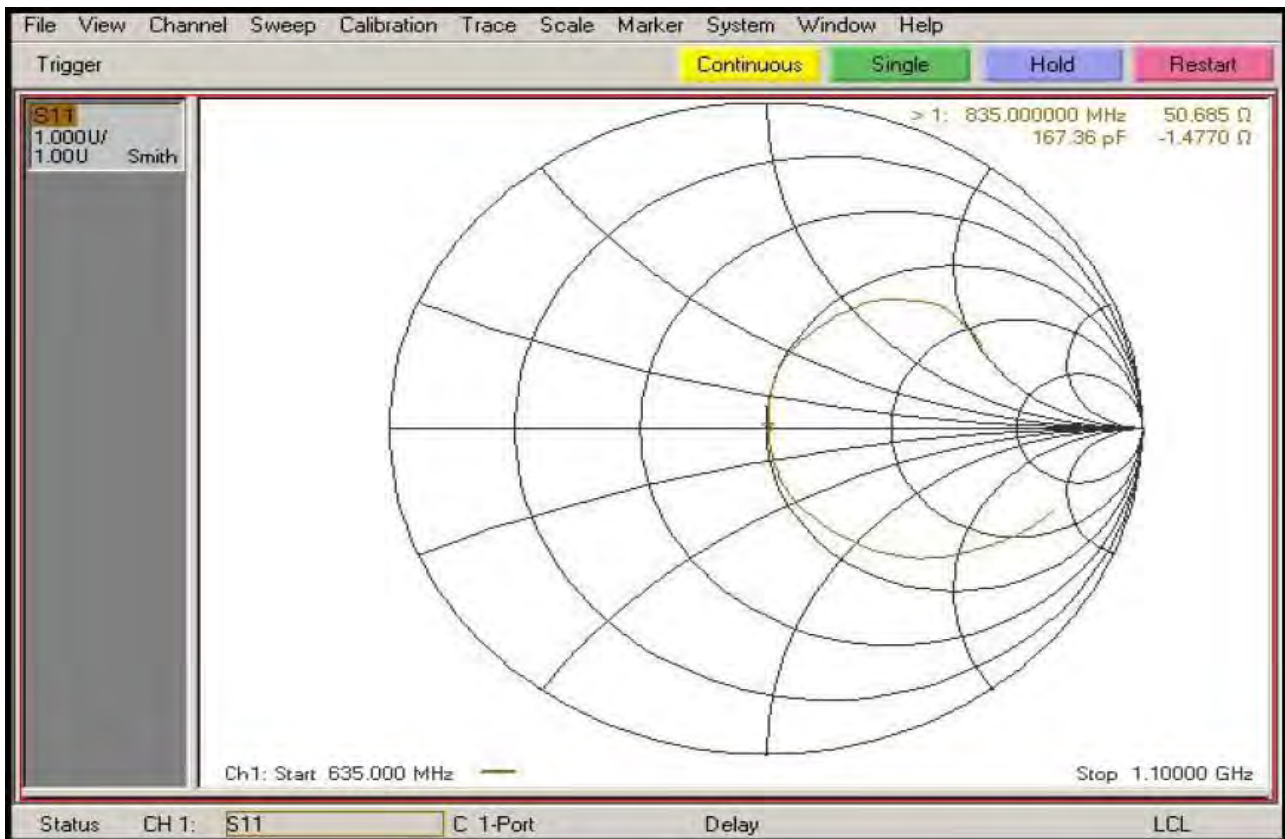 File View Channel Sweep Calibration Trace Scale Marker System Window Help
Trigger Continuous Single Hold Restart
S11
1.000U/
1.00U Smith
> 1: 835.000000 MHz 50.685 Ω
167.36 pF -1.4770 Ω
Ch1: Start 635.000 MHz Stop 1.10000 GHz
Status CH 1: S11 C 1-Port Delay LCL